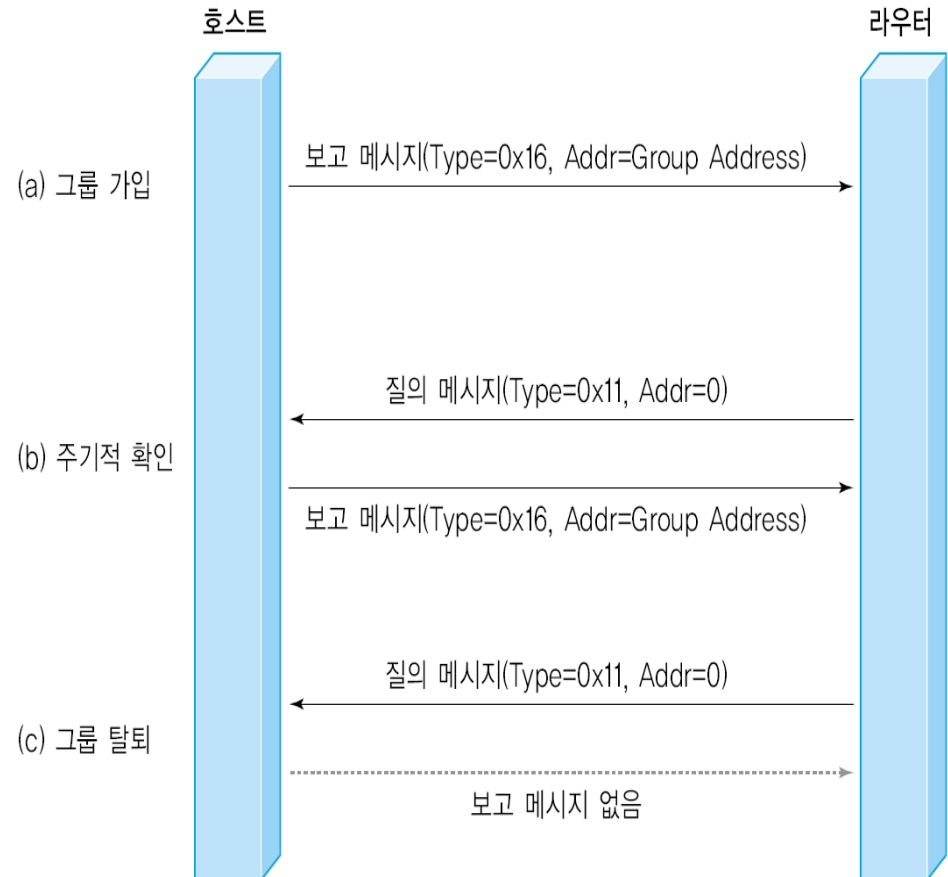 호스트
라우터
(a) 그룹 가입
보고 메시지(Type=0x16, Addr=Group Address)
질의 메시지(Type=0x11, Addr=0)
(b) 주기적 확인
보고 메시지(Type=0x16, Addr=Group Address)
질의 메시지(Type=0x11, Addr=0)
(c) 그룹 탈퇴
보고 메시지 없음